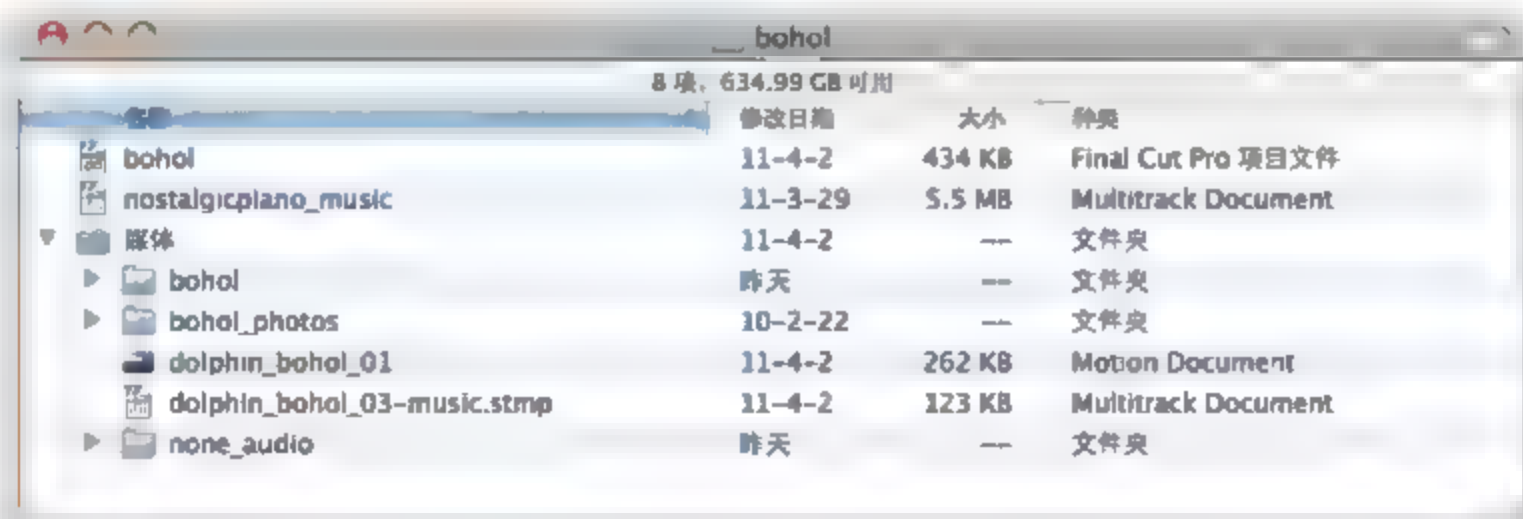 bohol
8 项，634.99 GB 可用
名称 修改日期 大小 种类
bohol 11-4-2 434 KB Final Cut Pro 项目文件
nostalgicpiano_music 11-3-29 5.5 MB Multitrack Document
媒体 11-4-2 -- 文件夹
bohol 昨天 -- 文件夹
bohol_photos 10-2-22 -- 文件夹
dolphin_bohol_01 11-4-2 262 KB Motion Document
dolphin_bohol_03-music.stmp 11-4-2 123 KB Multitrack Document
none_audio 昨天 -- 文件夹